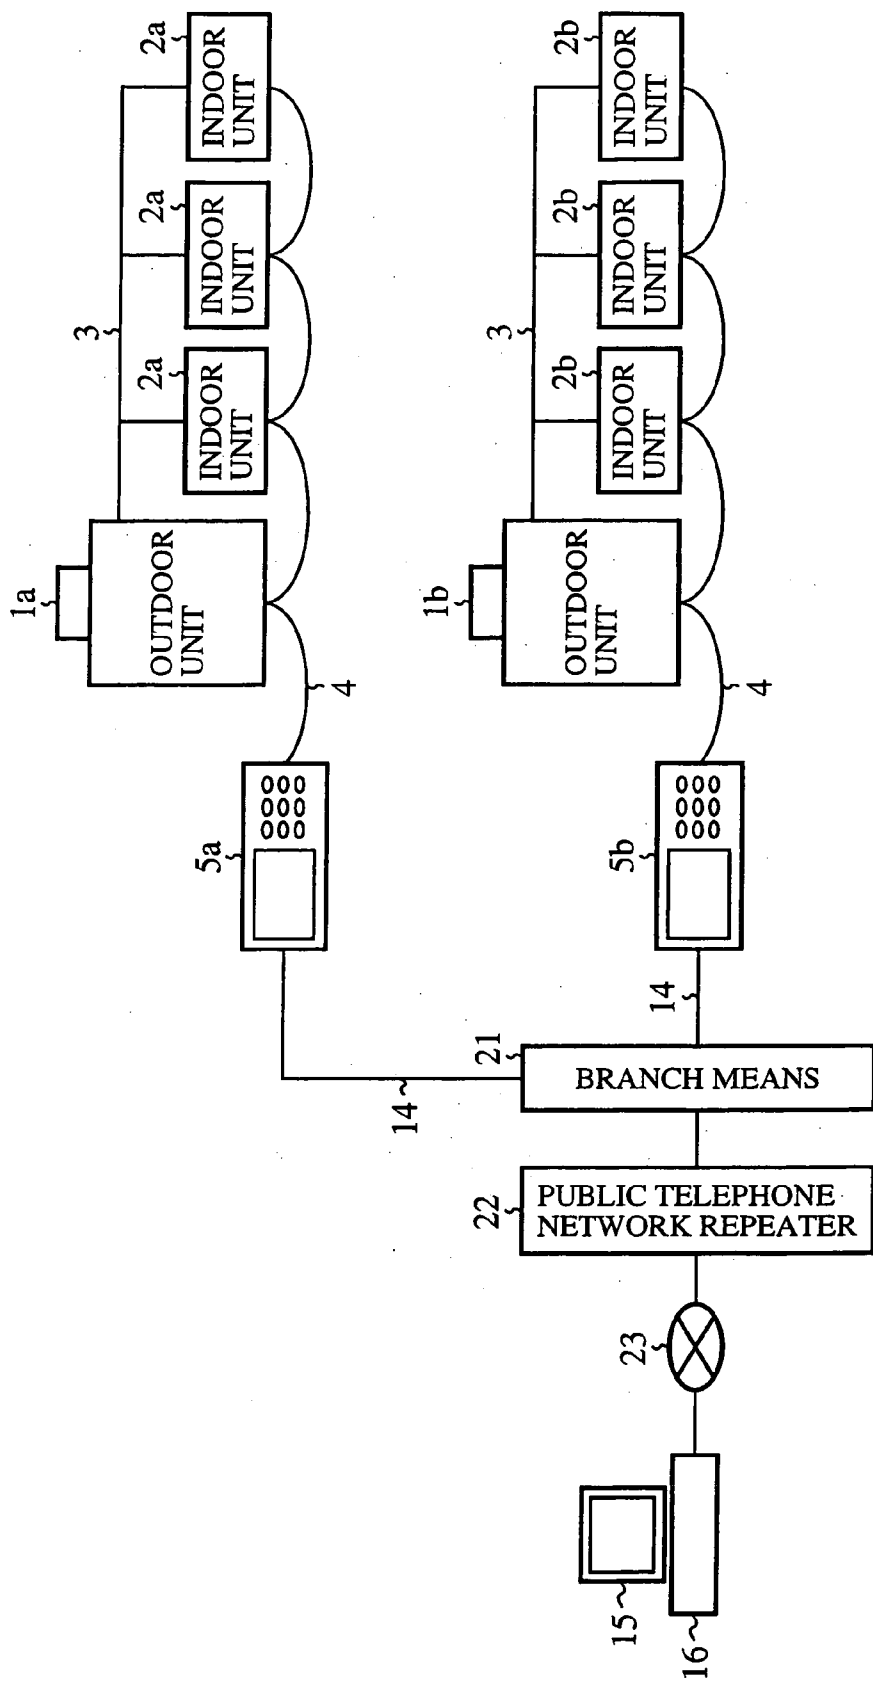 1a
OUTDOOR
UNIT
3
2a
INDOOR
UNIT
2a
INDOOR
UNIT
2a
INDOOR
UNIT
4
5a
14
1b
OUTDOOR
UNIT
3
2b
INDOOR
UNIT
2b
INDOOR
UNIT
2b
INDOOR
UNIT
4
5b
14
21
BRANCH MEANS
22
PUBLIC TELEPHONE
NETWORK REPEATER
23
15
16